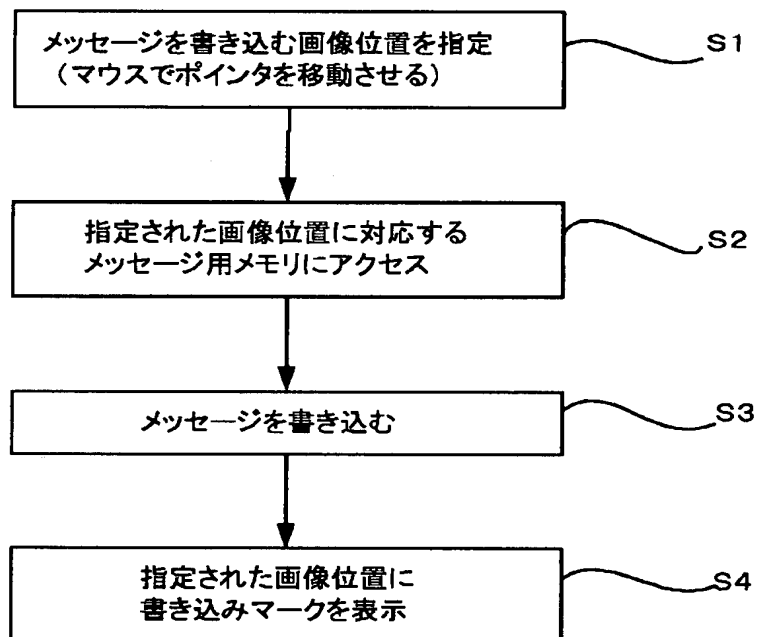 メッセージを書き込む画像位置を指定
（マウスでポインタを移動させる）
S1
指定された画像位置に対応する
メッセージ用メモリにアクセス
S2
メッセージを書き込む
S3
指定された画像位置に
書き込みマークを表示
S4